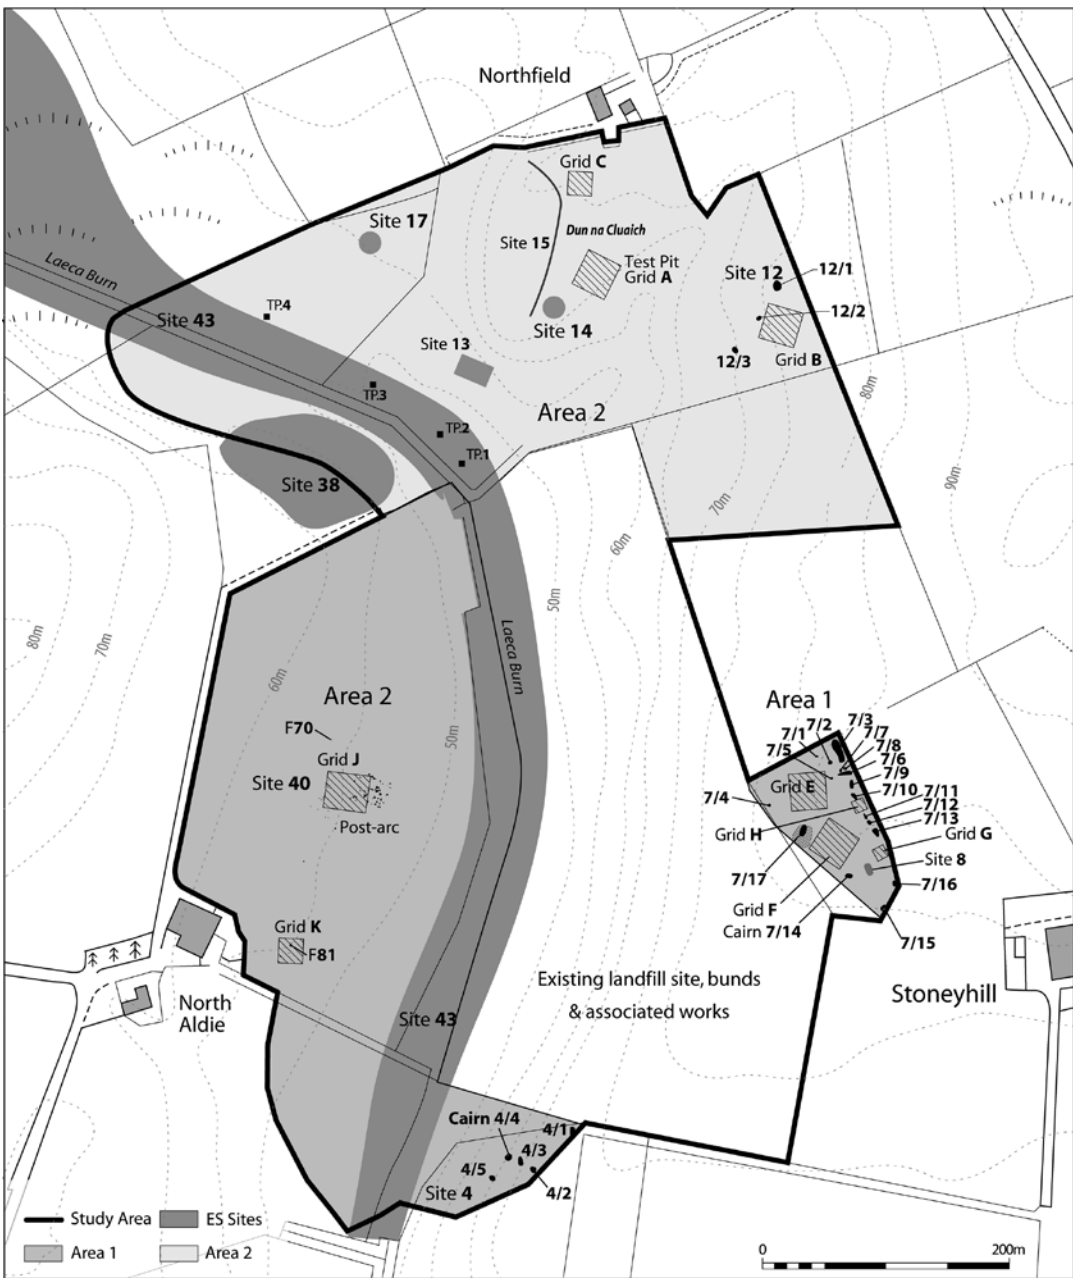 Northfield
Grid C
Site 17
Dun na Cluaich
Site 15
Test Pit
Grid A
Site 12
12/1
Laeca Burn
TP.4
Site 43
12/2
Site 14
Site 13
12/3
Grid B
TP.3
80m
Area 2
TP.2
TP.1
90m
Site 38
70m
60m
50m
80m
70m
Laeca Burn
60m
Area 2
Area 1
7/3
7/2
7/7
7/1
7/8
7/5
7/6
7/9
7/10
7/11
7/12
7/13
F70
50m
Grid J
Site 40
Grid E
7/4
Post-arc
Grid H
Grid G
Site 8
7/17
7/16
Grid F
Cairn 7/14
7/15
Grid K
F81
Existing landfill site, bunds
& associated works
Stoneyhill
North
Aldie
Site 43
Cairn 4/4
4/1
4/3
4/5
4/2
Site 4
Study Area
ES Sites
Area 1
Area 2
0
200m